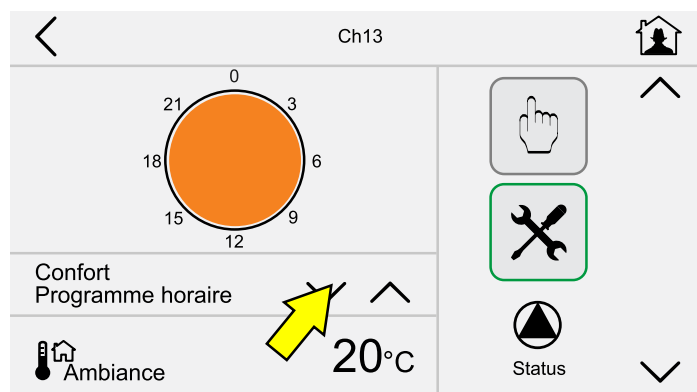 Ch13
0
21
3
18
6
15
9
12
Confort
Programme horaire
Ambiance
20°C
Status